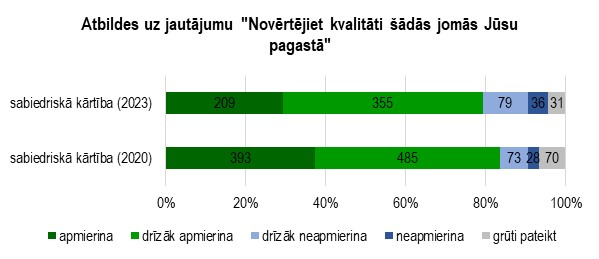 Atbildes uz jautājumu "Novērtējiet kvalitāti šādās jomās Jūsu
pagastā"
sabiedriskā kārtība (2023)
209 355 79 36 31
sabiedriskā kārtība (2020)
393 485 73 28 70
0% 20% 40% 60% 80% 100%
apmierina drīzāk apmierina drīzāk neapmierina neapmierina grūti pateikt